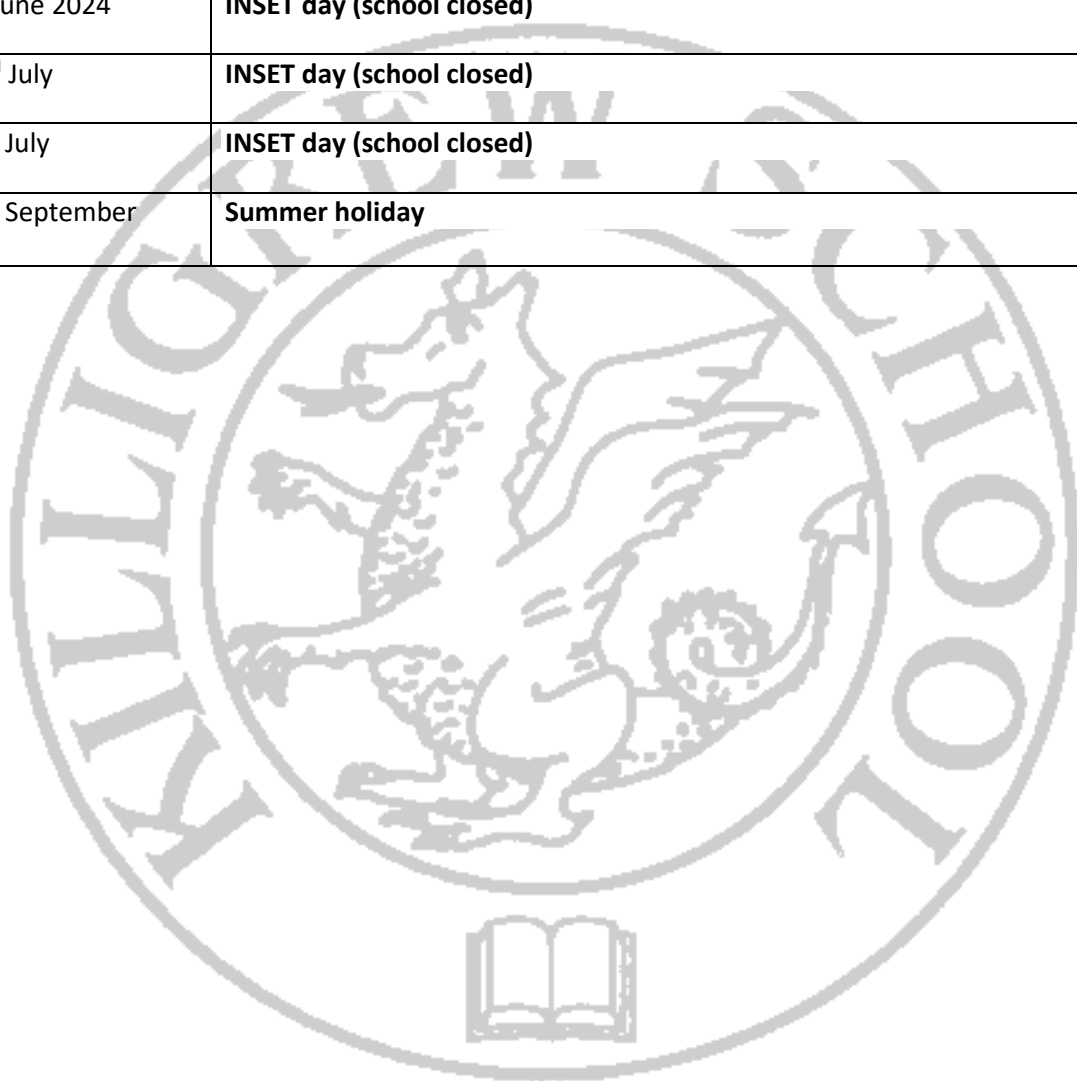 June 2024 INSET day (school closed)
July INSET day (school closed)
July INSET day (school closed)
September Summer holiday
KILLIGREW SCHOOL